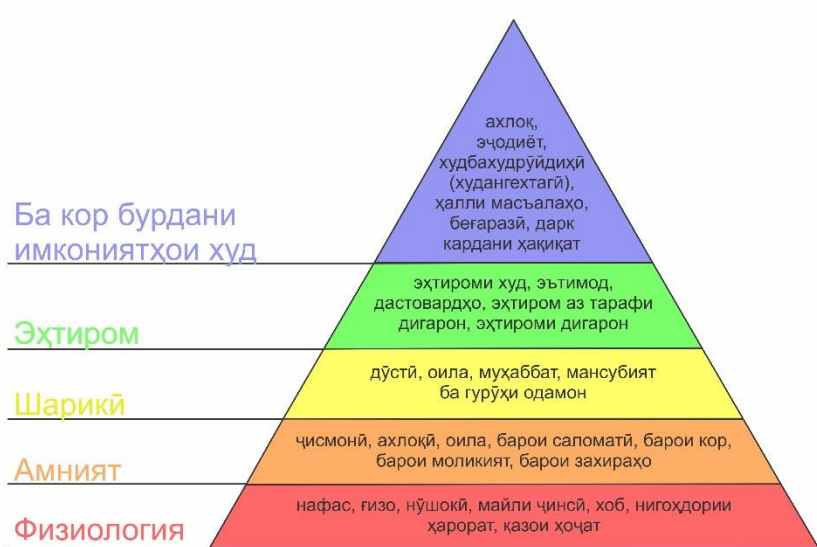 ахлоқ,
эҷодиёт,
худбахудрӯйдиҳӣ
(худангехтагӣ),
ҳалли масъалаҳо,
беғаразӣ, дарк
кардани ҳақиқат
Ба кор бурдани
имкониятҳои худ
эҳтироми худ, эътимод,
дастовардҳо, эҳтиром аз тарафи
дигарон, эҳтироми дигарон
Эҳтиром
дӯстӣ, оила, муҳаббат, мансубият
ба гурӯҳи одамон
Шарикӣ
ҷисмонӣ, ахлоқӣ, оила, барои саломатӣ, барои кор,
барои моликият, барои захираҳо
Амният
нафас, ғизо, нӯшокӣ, майли ҷинсӣ, хоб, нигоҳдории
ҳарорат, қазои ҳоҷат
Физиология